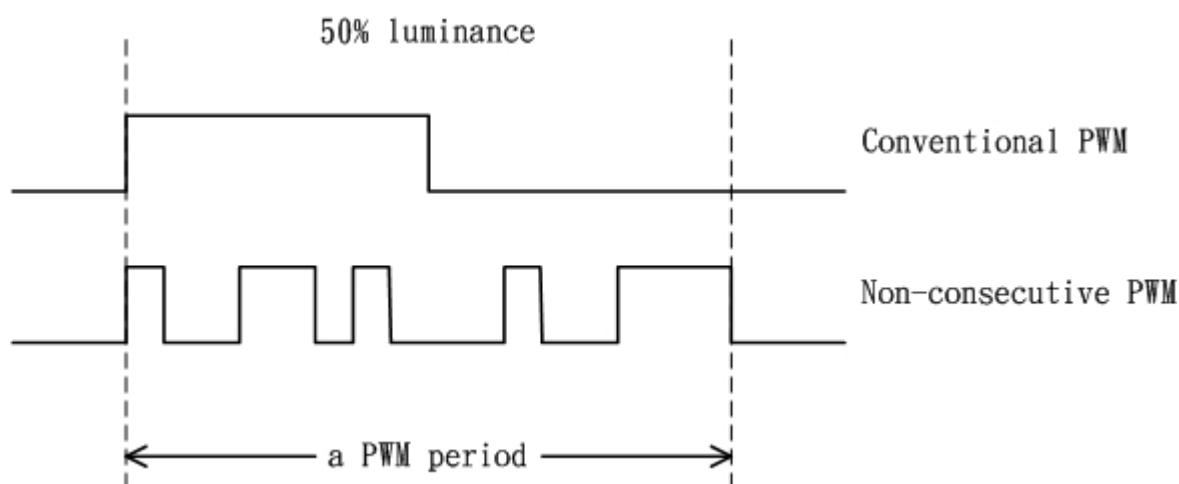 50% luminance
Conventional PWM
Non-consecutive PWM
a PWM period